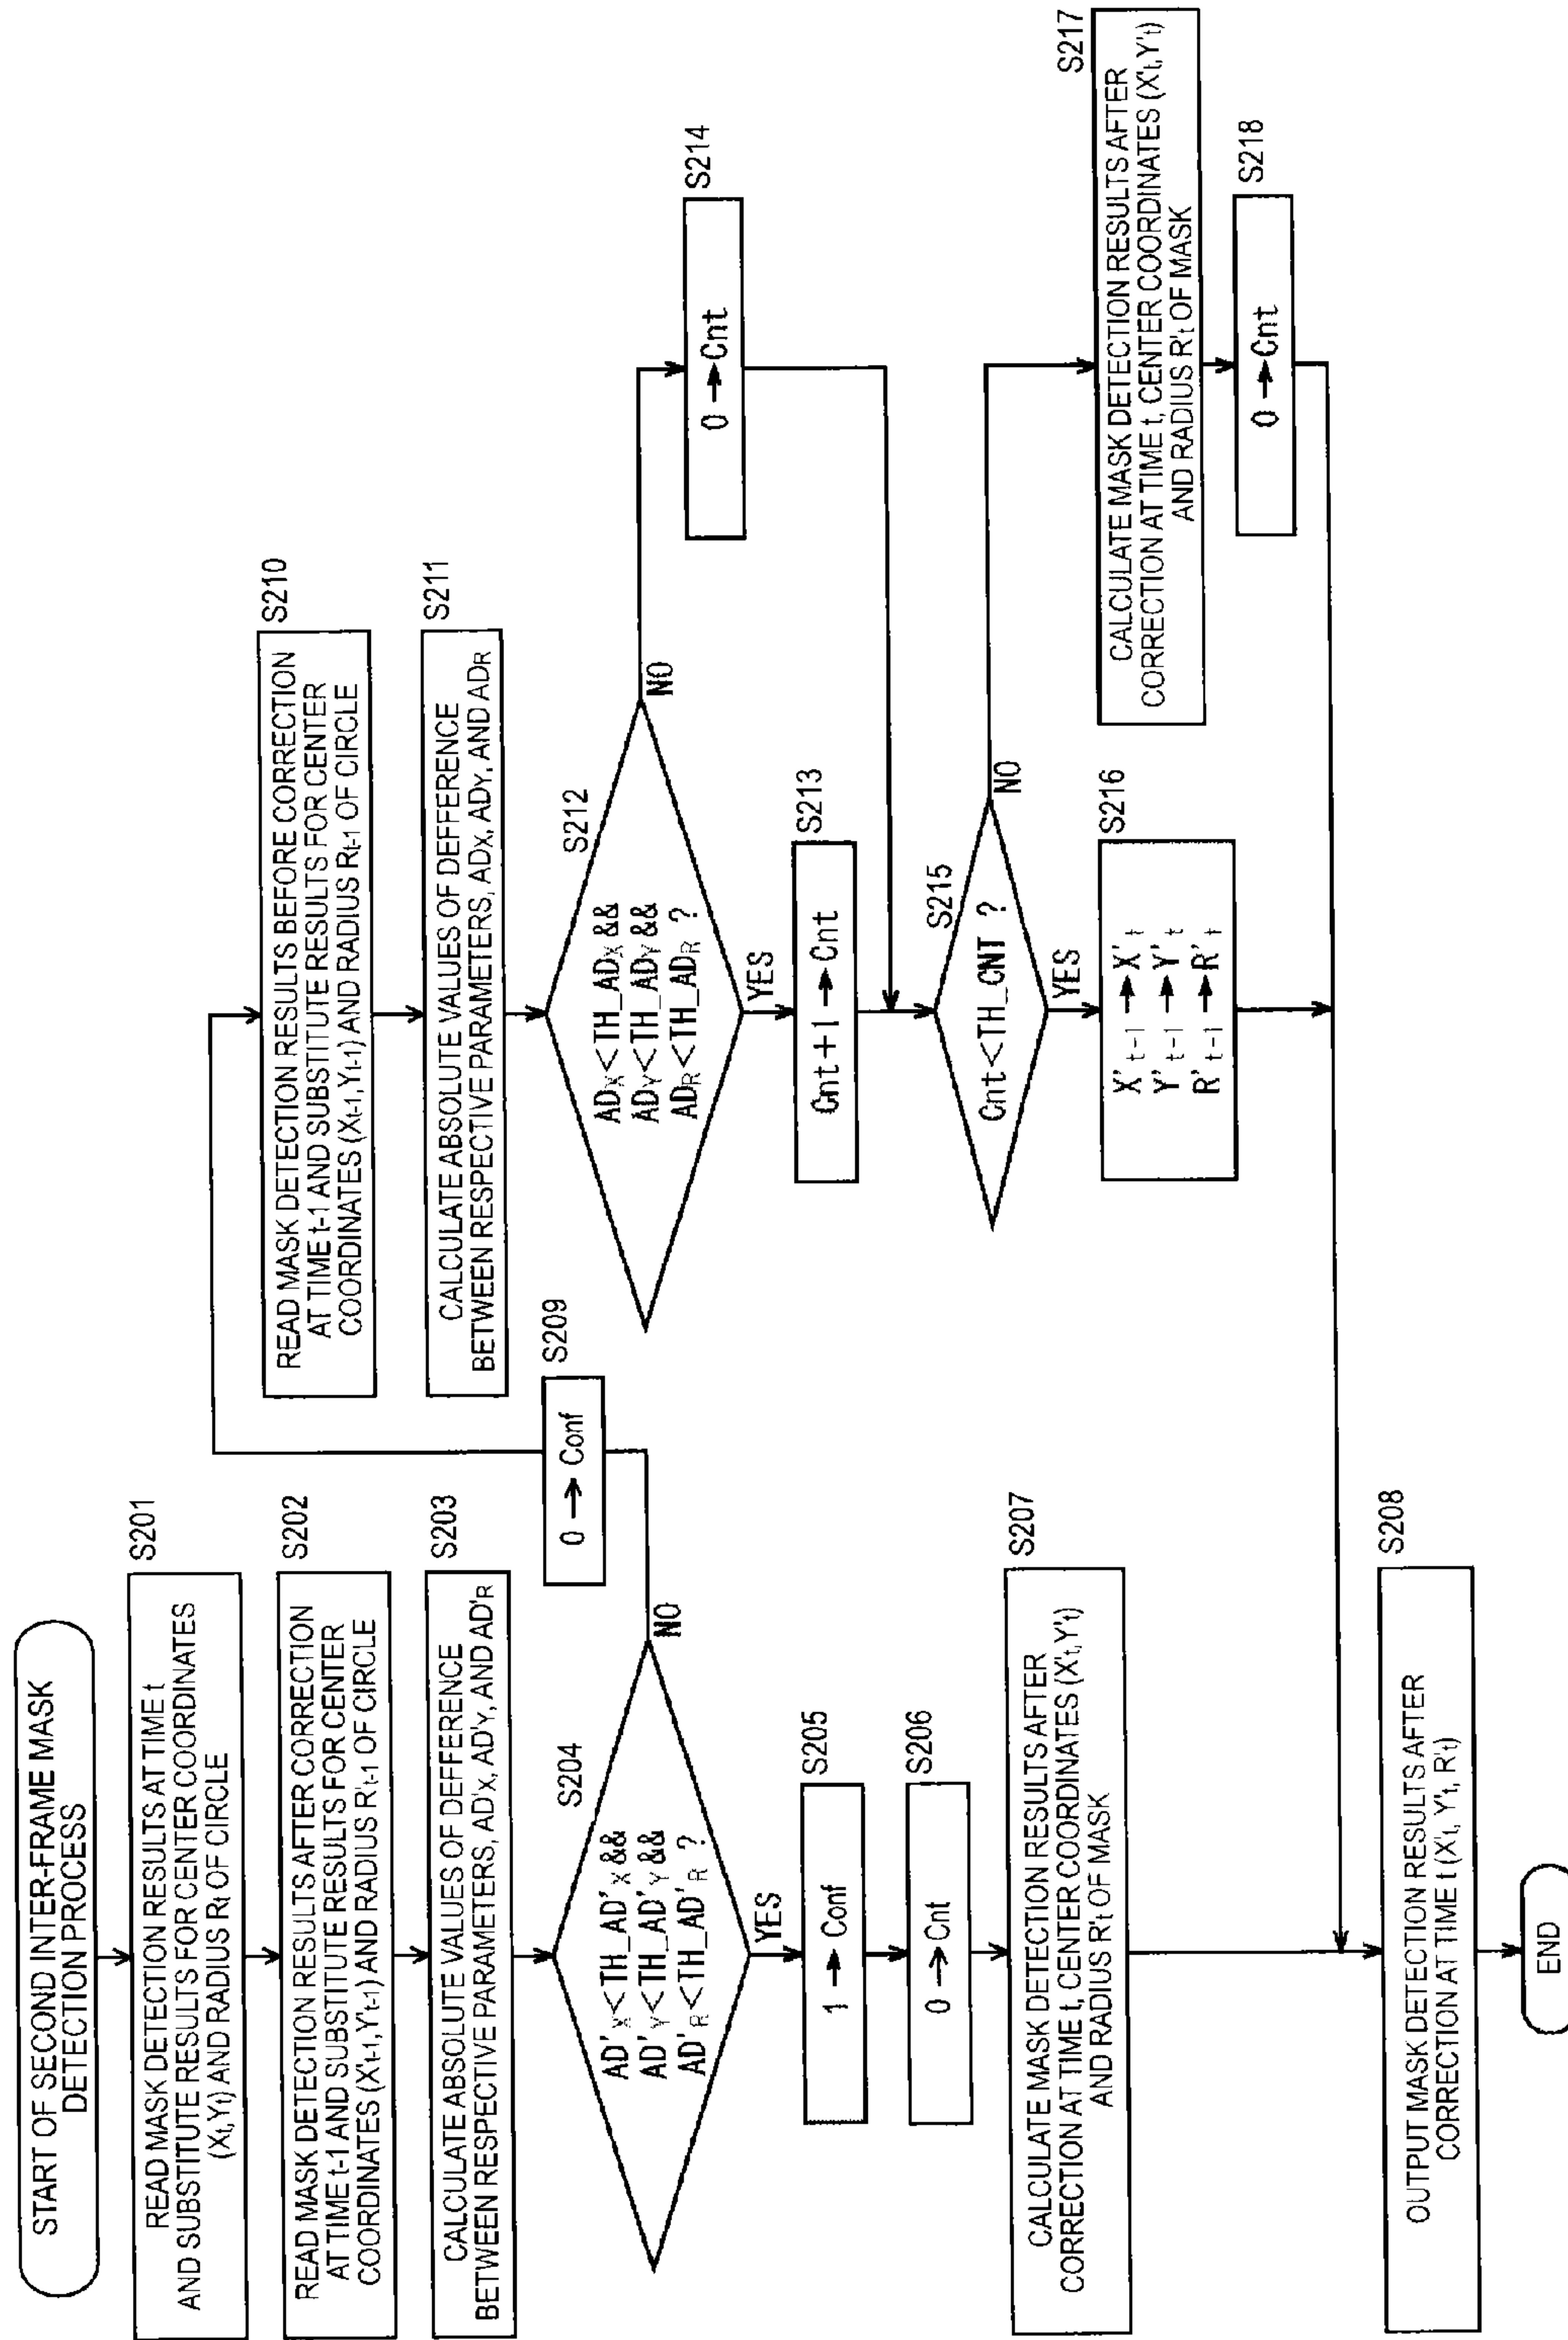 START OF SECOND INTER-FRAME MASK
DETECTION PROCESS
S201
READ MASK DETECTION RESULTS AT TIME t
AND SUBSTITUTE RESULTS FOR CENTER COORDINATES
(Xt,Yt) AND RADIUS Rt OF CIRCLE
S202
READ MASK DETECTION RESULTS AFTER CORRECTION
AT TIME t-1 AND SUBSTITUTE RESULTS FOR CENTER
COORDINATES (X't-1,Y't-1) AND RADIUS R't-1 OF CIRCLE
S203
CALCULATE ABSOLUTE VALUES OF DEFFERENCE
BETWEEN RESPECTIVE PARAMETERS, AD'X, AD'Y, AND AD'R
S204
AD'X<TH_AD'X&&
AD'Y<TH_AD'Y&&
AD'R<TH_AD'R ?
NO
YES
S205
1→Conf
S206
0→Cnt
S207
CALCULATE MASK DETECTION RESULTS AFTER
CORRECTION AT TIME t, CENTER COORDINATES (X't,Y't)
AND RADIUS R't OF MASK
S208
OUTPUT MASK DETECTION RESULTS AFTER
CORRECTION AT TIME t (X't, Y't, R't)
END
S209
0→Conf
S210
READ MASK DETECTION RESULTS BEFORE CORRECTION
AT TIME t-1 AND SUBSTITUTE RESULTS FOR CENTER
COORDINATES (Xt-1,Yt-1) AND RADIUS Rt-1 OF CIRCLE
S211
CALCULATE ABSOLUTE VALUES OF DEFFERENCE
BETWEEN RESPECTIVE PARAMETERS, ADX, ADY, AND ADR
S212
ADX<TH_ADX&&
ADY<TH_ADY&&
ADR<TH_ADR ?
NO
YES
S213
Cnt+1→Cnt
S214
0→Cnt
S215
Cnt<TH_CNT ?
NO
YES
S216
X't-1→X't
Y't-1→Y't
R't-1→R't
S217
CALCULATE MASK DETECTION RESULTS AFTER
CORRECTION AT TIME t, CENTER COORDINATES (X't,Y't)
AND RADIUS R't OF MASK
S218
0→Cnt